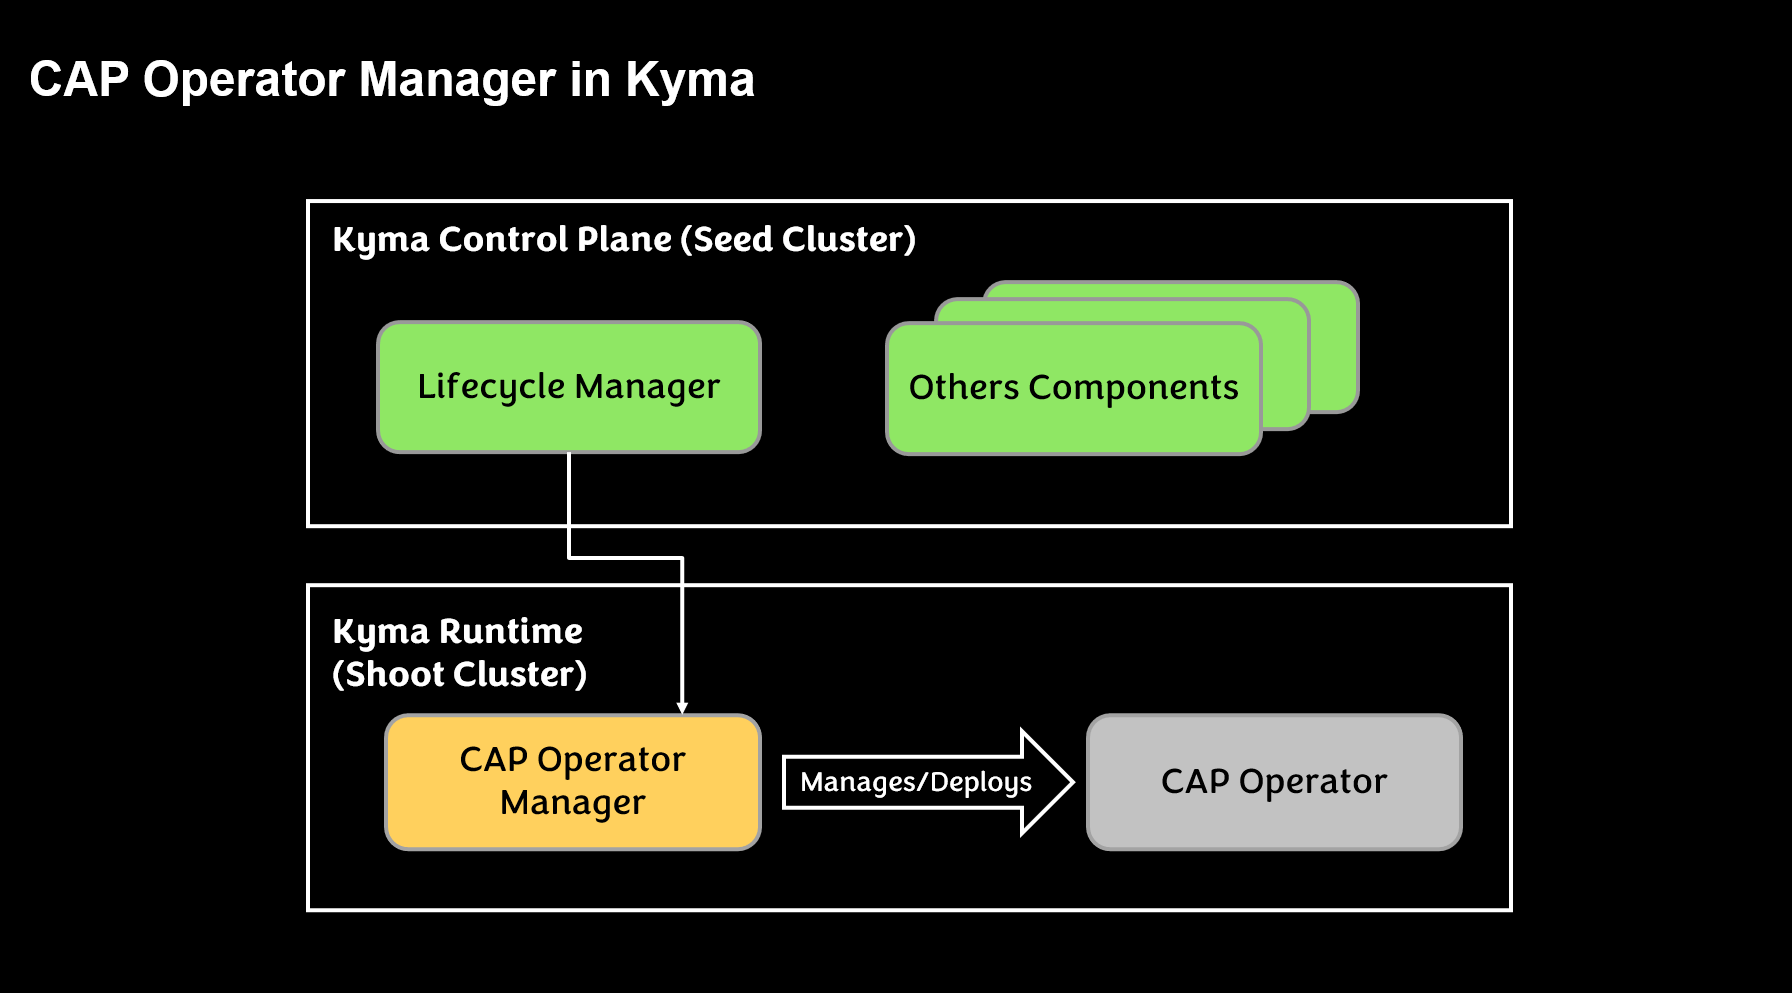 CAP Operator Manager in Kyma
Kyma Control Plane (Seed Cluster)
Lifecycle Manager
Others Components
Kyma Runtime
(Shoot Cluster)
CAP Operator
Manager
Manages/Deploys
CAP Operator